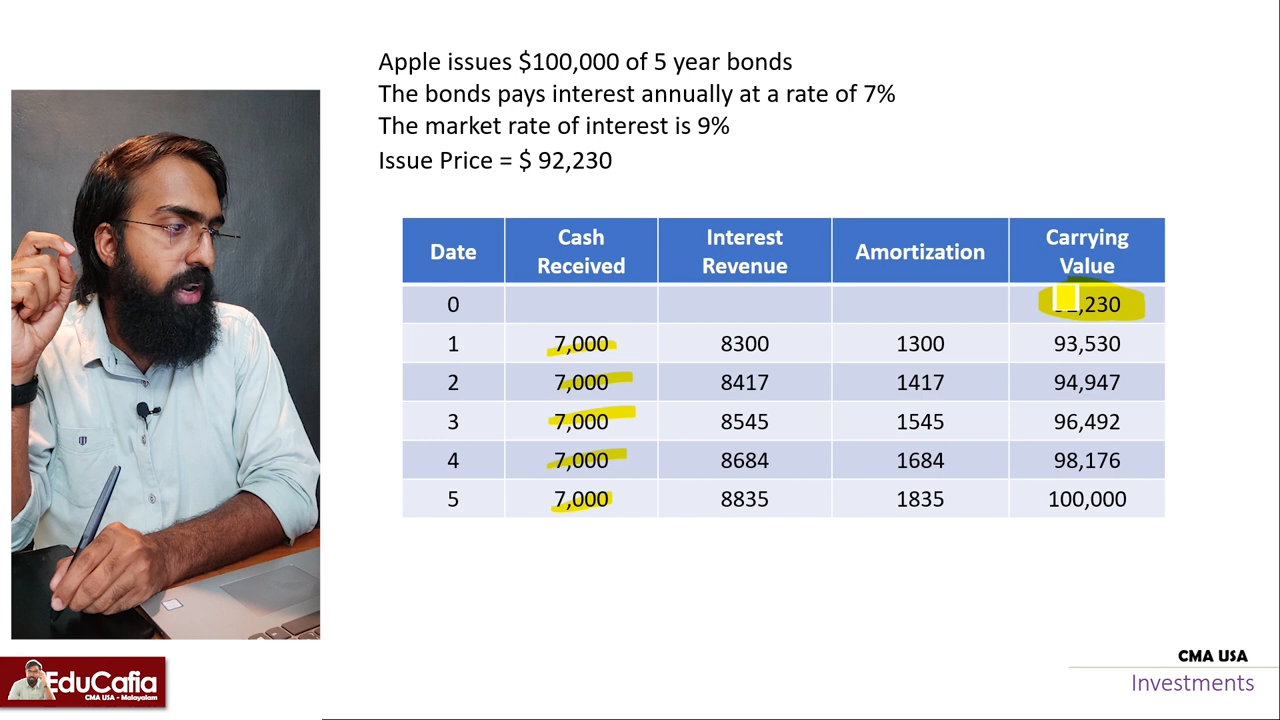 Apple issues $100,000 of 5 year bonds
The bonds pays interest annually at a rate of 7%
The market rate of interest is 9%
Issue Price = $ 92,230
Date Cash Received Interest Revenue Amortization Carrying Value
0 ,230
1 7,000 8300 1300 93,530
2 7,000 8417 1417 94,947
3 7,000 8545 1545 96,492
4 7,000 8684 1684 98,176
5 7,000 8835 1835 100,000
EduCafia
CMA USA - Malayalam
CMA USA
Investments